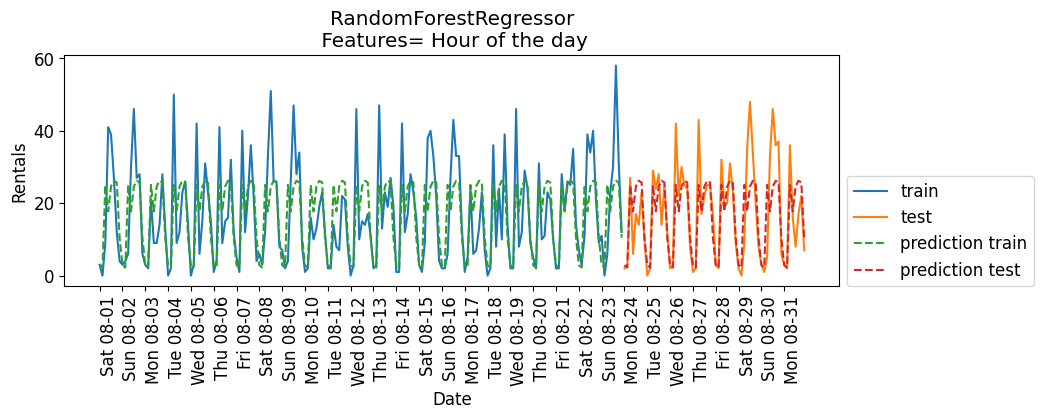 RandomForestRegressor
Features= Hour of the day
Rentals
60
40
20
0
Sat 08-01
Sun 08-02
Mon 08-03
Tue 08-04
Wed 08-05
Thu 08-06
Fri 08-07
Sat 08-08
Sun 08-09
Mon 08-10
Tue 08-11
Wed 08-12
Thu 08-13
Fri 08-14
Sat 08-15
Sun 08-16
Mon 08-17
Tue 08-18
Wed 08-19
Thu 08-20
Fri 08-21
Sat 08-22
Sun 08-23
Mon 08-24
Tue 08-25
Wed 08-26
Thu 08-27
Fri 08-28
Sat 08-29
Sun 08-30
Mon 08-31
Date
train
test
prediction train
prediction test